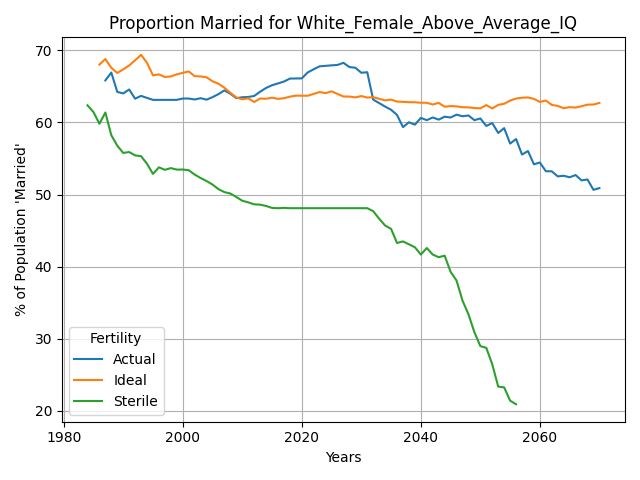 Proportion Married for White_Female_Above_Average_IQ
% of Population 'Married'
70
60
50
40
30
20
Fertility
Actual
Ideal
Sterile
1980 2000 2020 2040 2060
Years